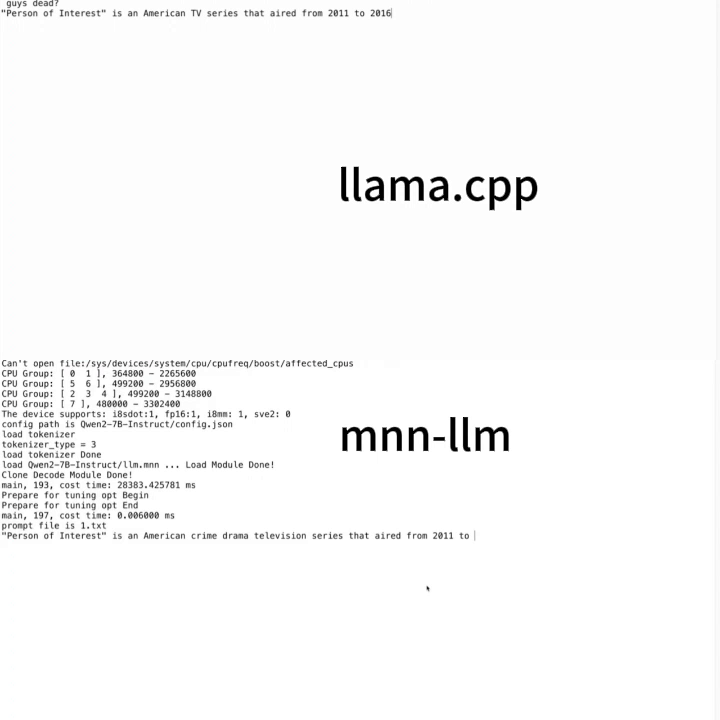 guys dead?
"Person of Interest" is an American TV series that aired from 2011 to 2016
llama.cpp
Can't open file:/sys/devices/system/cpu/cpufreq/boost/affected_cpus
CPU Group: [ 0  1 ], 364800 - 2265600
CPU Group: [ 5  6 ], 499200 - 2956800
CPU Group: [ 2  3  4 ], 499200 - 3148800
CPU Group: [ 7 ], 480000 - 3302400
The device supports: i8sdot:1, fp16:1, i8mm: 1, sve2: 0
config path is Qwen2-7B-Instruct/config.json
load tokenizer
tokenizer_type = 3
load tokenizer Done
load Qwen2-7B-Instruct/llm.mnn ... Load Module Done!
Clone Decode Module Done!
main, 193, cost time: 28383.425781 ms
Prepare for tuning opt Begin
Prepare for tuning opt End
main, 197, cost time: 0.006000 ms
prompt file is 1.txt
"Person of Interest" is an American crime drama television series that aired from 2011 to
mnn-llm